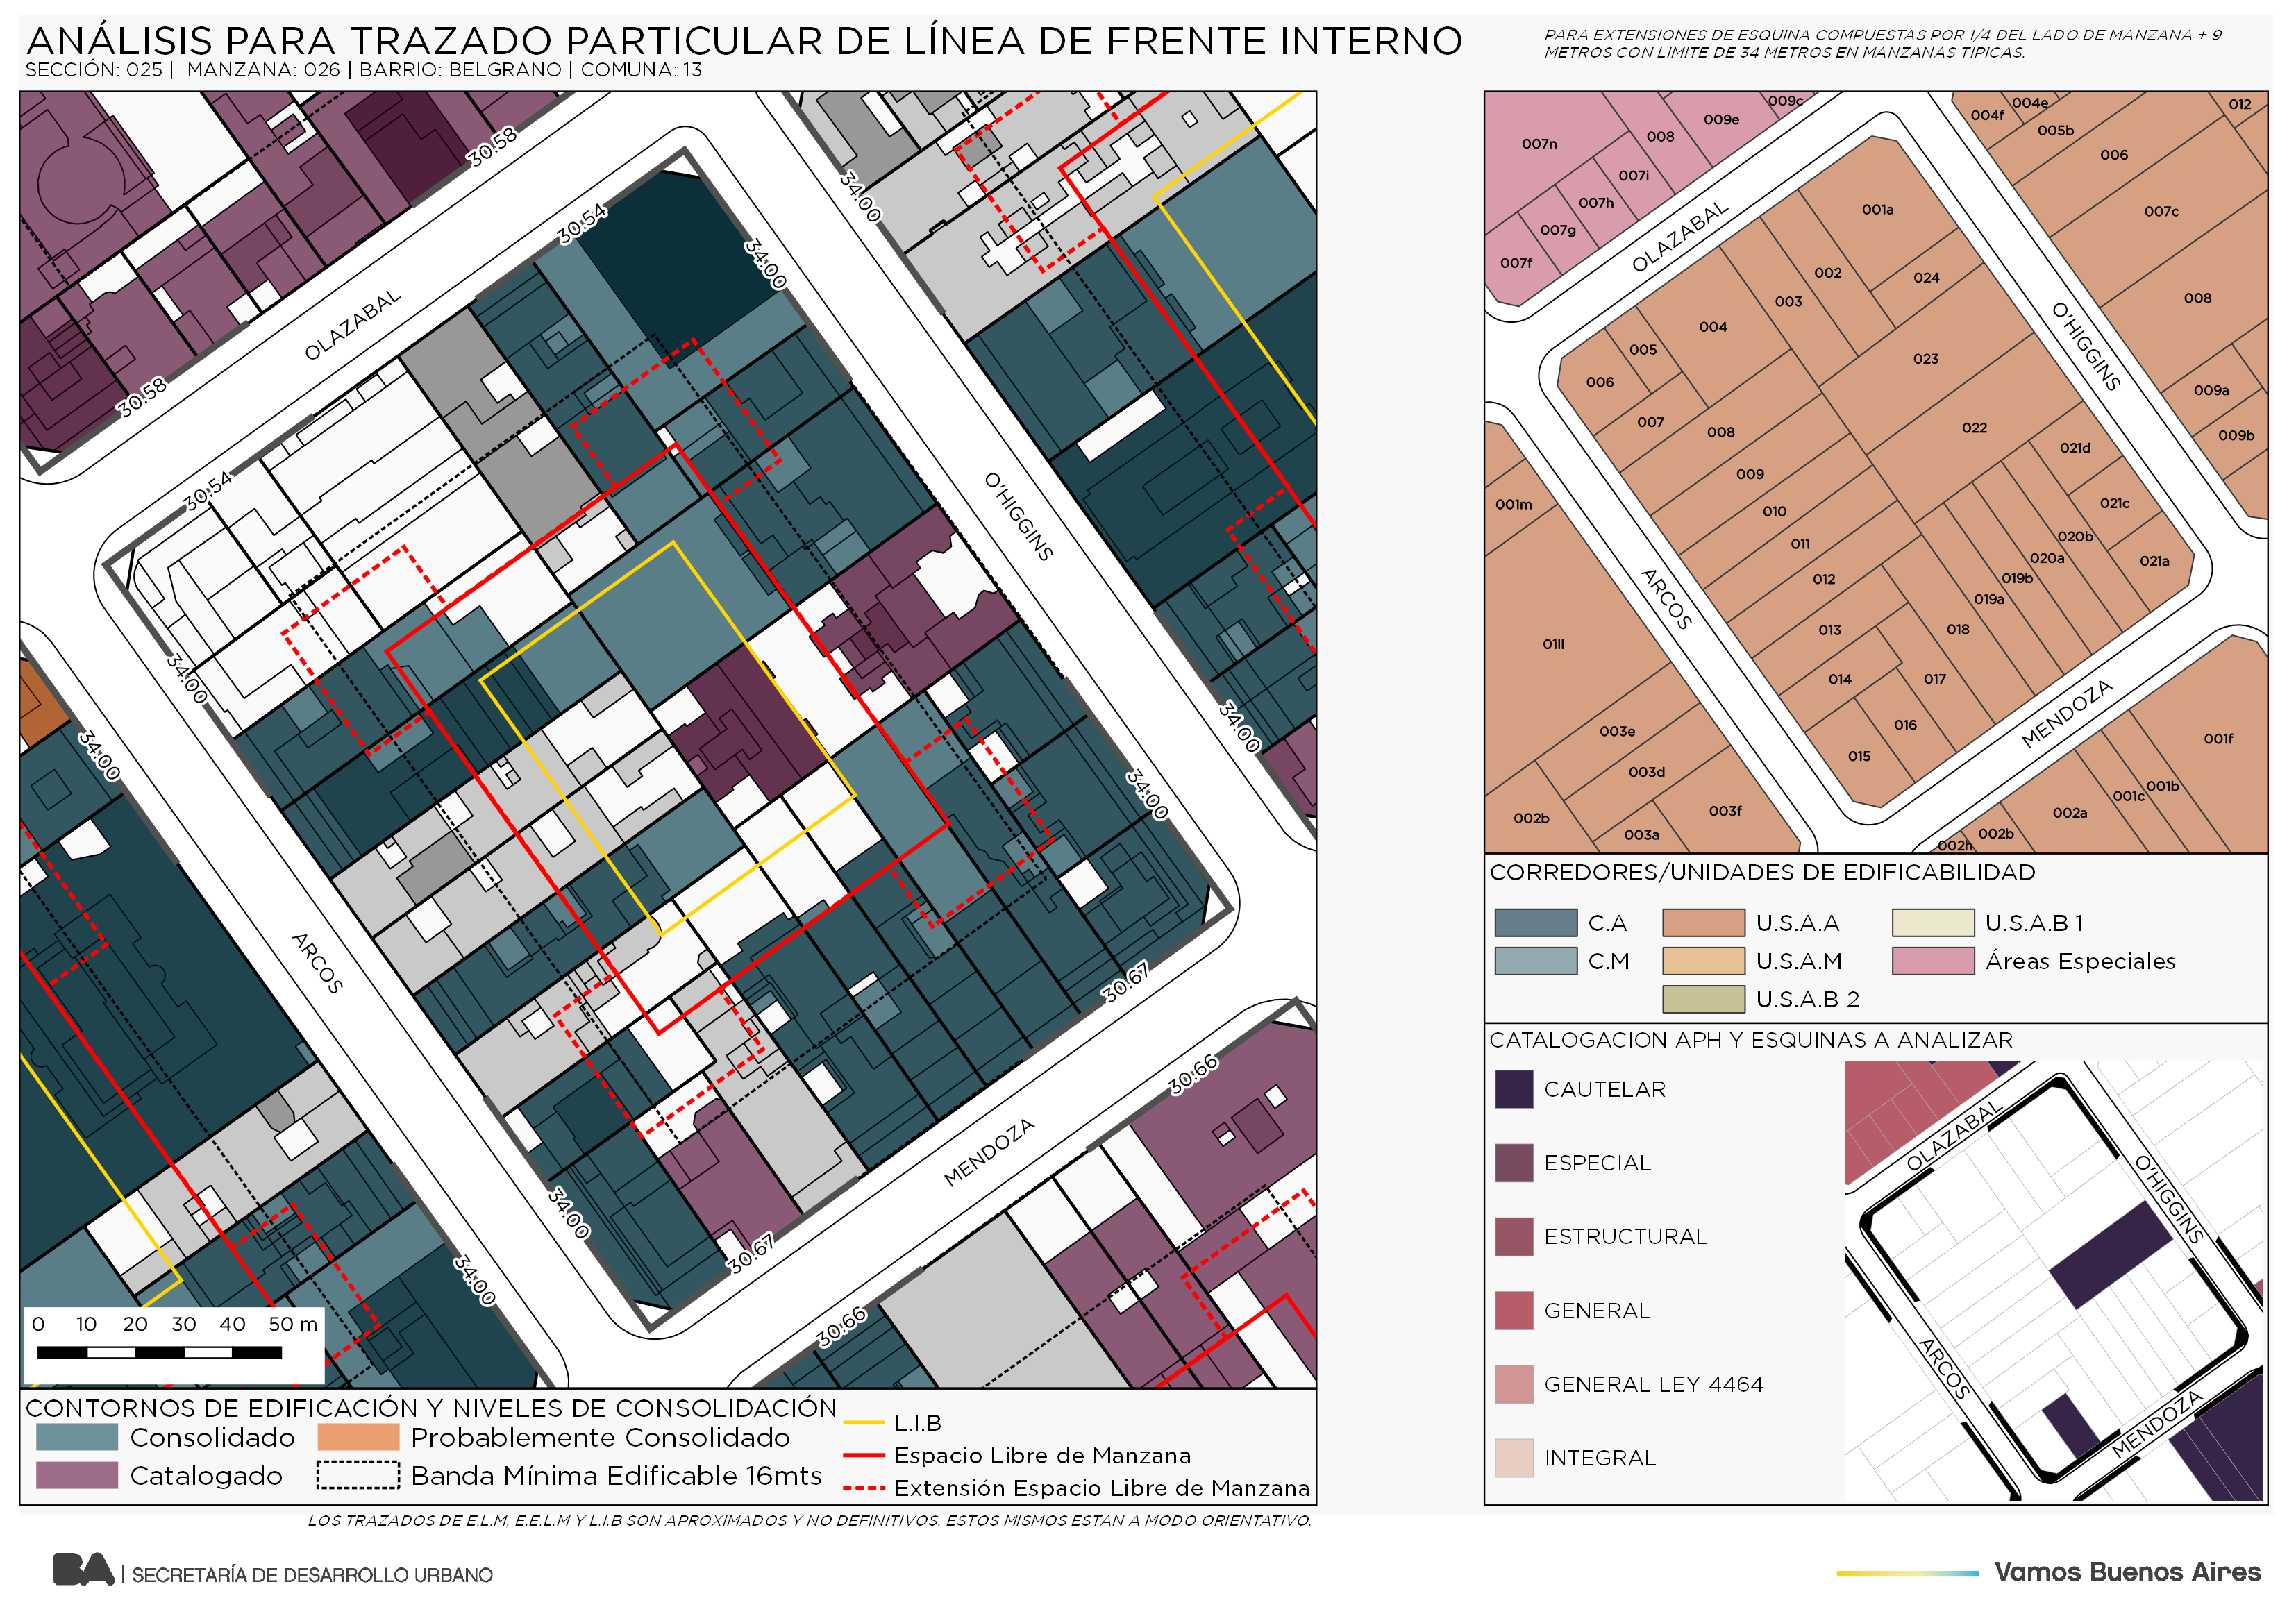 ANÁLISIS PARA TRAZADO PARTICULAR DE LÍNEA DE FRENTE INTERNO
SECCIÓN: 025 | MANZANA: 026 | BARRIO: BELGRANO | COMUNA: 13
PARA EXTENSIONES DE ESQUINA COMPUESTAS POR 1/4 DEL LADO DE MANZANA + 9
METROS CON LIMITE DE 34 METROS EN MANZANAS TIPICAS.
30.58
30.58
30.54
30.54
34.00
34.00
34.00
34.00
34.00
34.00
34.00
34.00
30.67
30.67
30.66
30.66
OLAZABAL
O'HIGGINS
ARCOS
MENDOZA
0 10 20 30 40 50 m
CONTORNOS DE EDIFICACIÓN Y NIVELES DE CONSOLIDACIÓN
Consolidado
Probablemente Consolidado
Catalogado
Banda Mínima Edificable 16mts
L.I.B
Espacio Libre de Manzana
Extensión Espacio Libre de Manzana
LOS TRAZADOS DE E.L.M, E.E.L.M Y L.I.B SON APROXIMADOS Y NO DEFINITIVOS. ESTOS MISMOS ESTAN A MODO ORIENTATIVO.
007n
008
009e
009c
007i
007h
007g
007f
004f
004e
005b
012
006
007c
008
009a
009b
OLAZABAL
O'HIGGINS
ARCOS
MENDOZA
001a
002
024
003
004
005
006
007
008
009
010
011
012
013
014
015
016
017
018
019a
019b
020a
020b
021a
021c
021d
022
023
001m
01lll
003e
003d
003f
003a
002b
002h
002b
002a
001c
001b
001f
CORREDORES/UNIDADES DE EDIFICABILIDAD
C.A
U.S.A.A
U.S.A.B 1
C.M
U.S.A.M
Áreas Especiales
U.S.A.B 2
CATALOGACION APH Y ESQUINAS A ANALIZAR
CAUTELAR
ESPECIAL
ESTRUCTURAL
GENERAL
GENERAL LEY 4464
INTEGRAL
OLAZABAL
O'HIGGINS
ARCOS
MENDOZA
BA | SECRETARÍA DE DESARROLLO URBANO
Vamos Buenos Aires